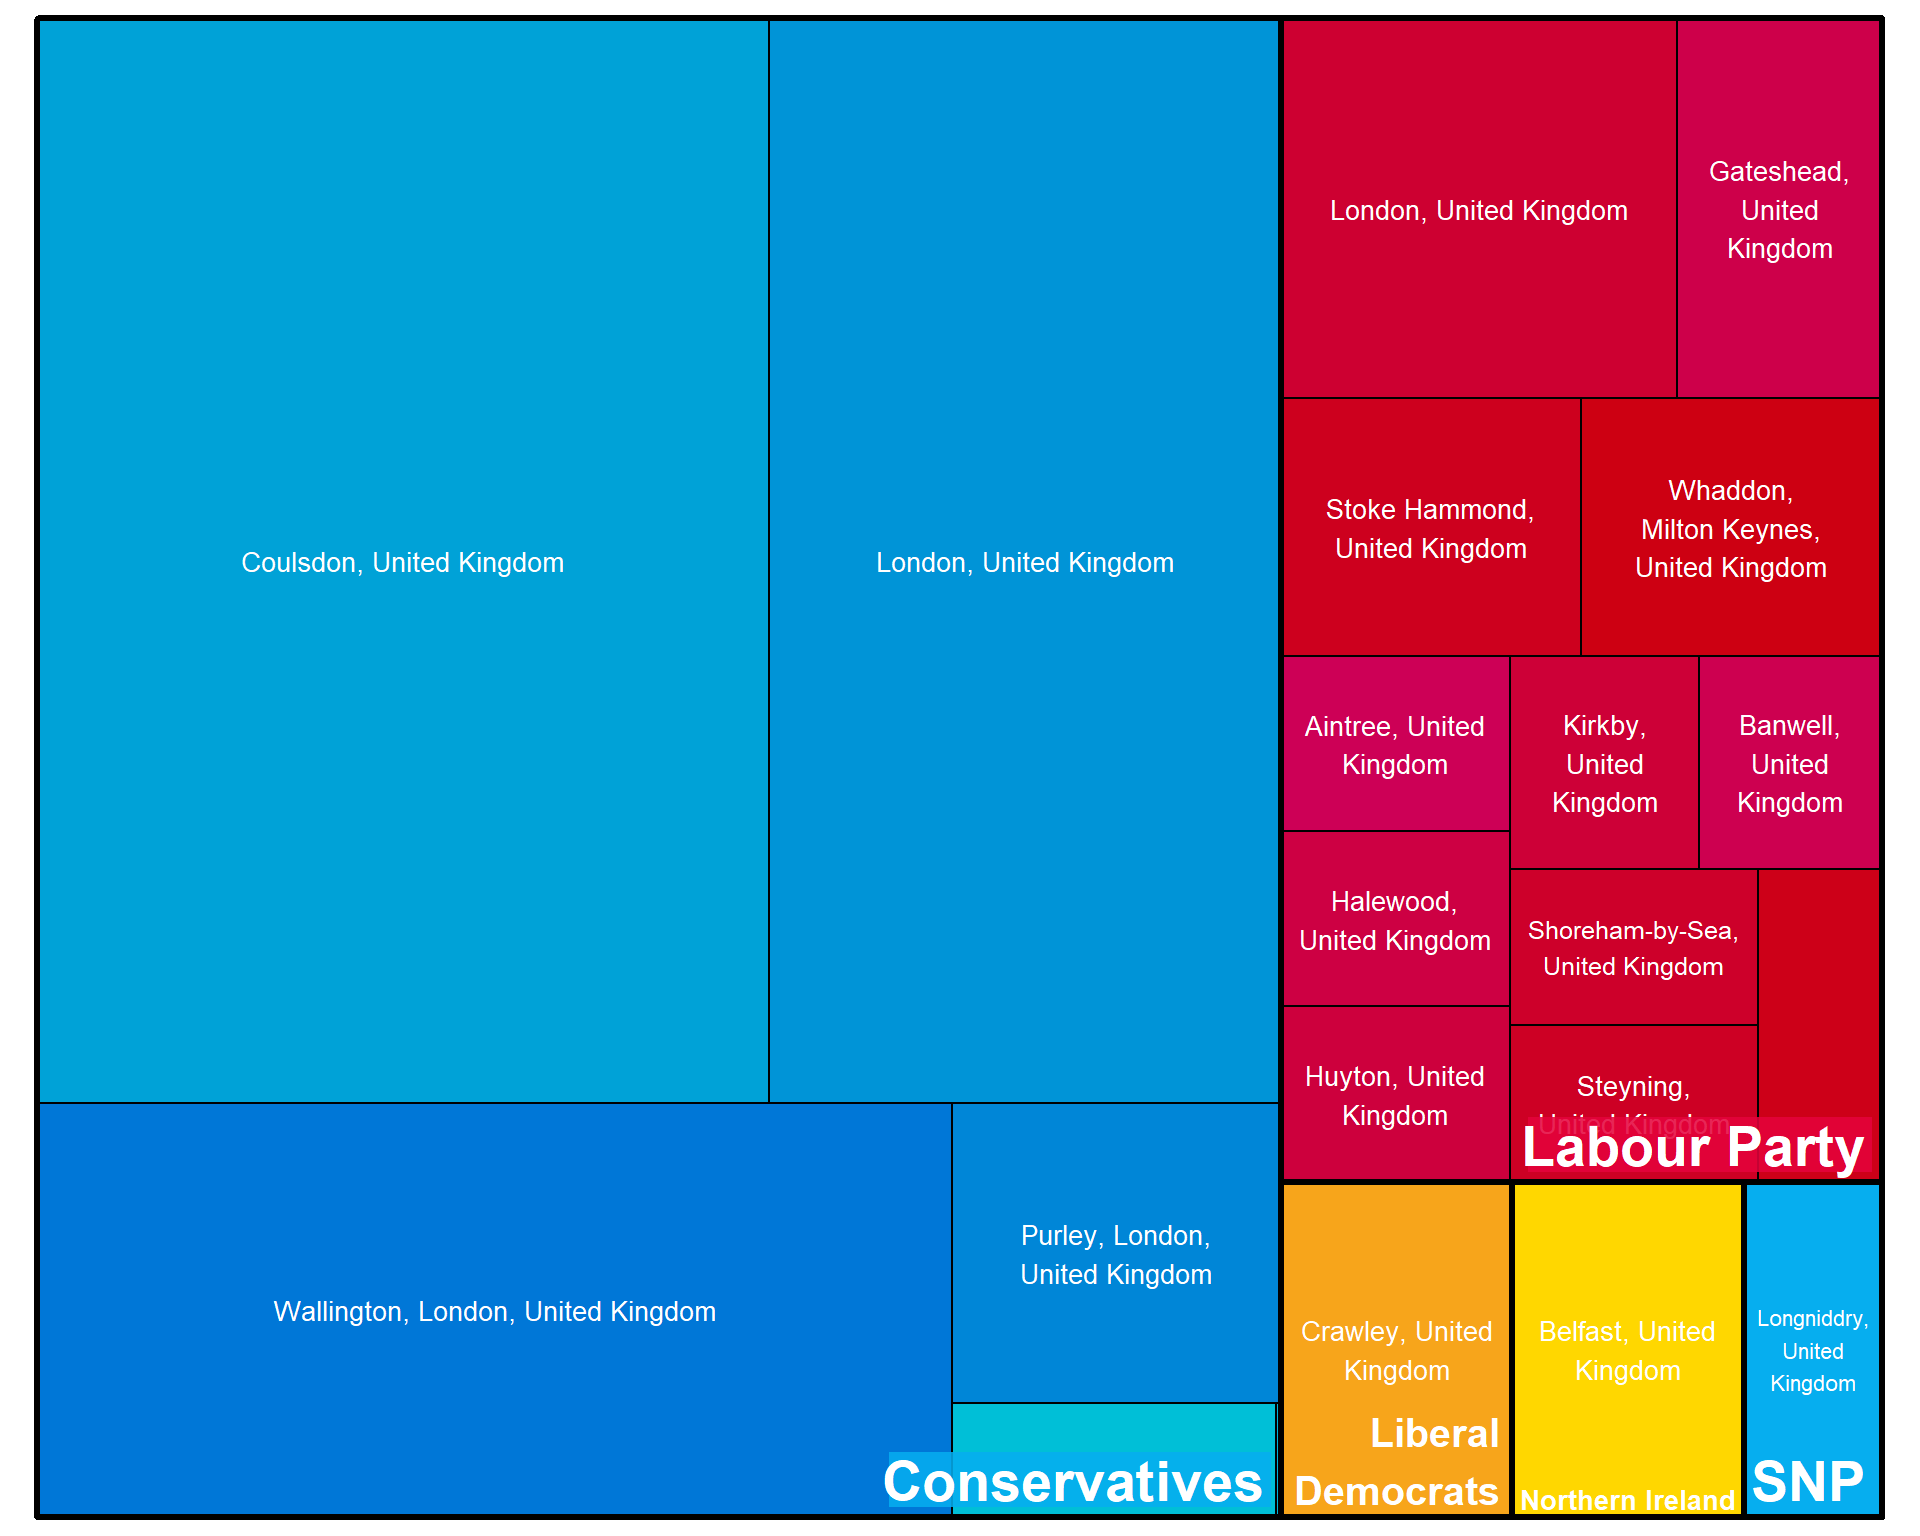 Coulsdon, United Kingdom
London, United Kingdom
Wallington, London, United Kingdom
Purley, London,
United Kingdom
Conservatives
London, United Kingdom
Gateshead,
United
Kingdom
Stoke Hammond,
United Kingdom
Whaddon,
Milton Keynes,
United Kingdom
Aintree, United
Kingdom
Kirkby,
United
Kingdom
Banwell,
United
Kingdom
Halewood,
United Kingdom
Shoreham-by-Sea,
United Kingdom
Huyton, United
Kingdom
Steyning,
United Kingdom
Labour Party
Crawley, United
Kingdom
Liberal
Democrats
Belfast, United
Kingdom
Northern Ireland
Longniddry,
United
Kingdom
SNP